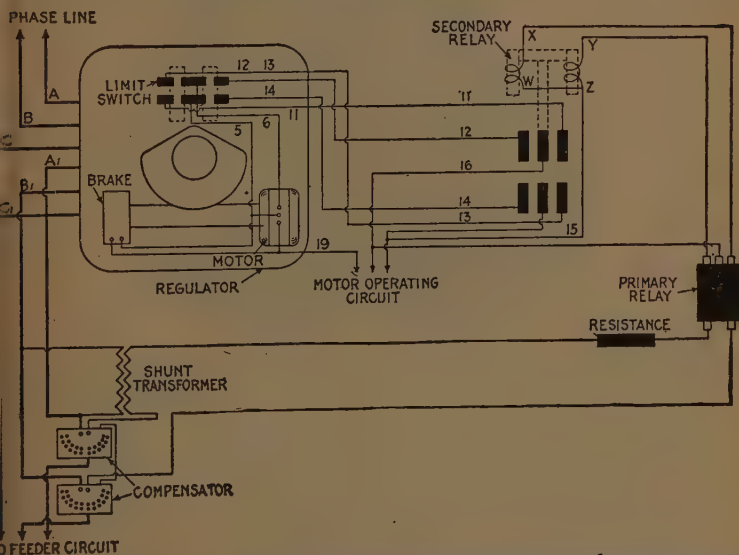 PHASE LINE
A
B
C
A1
B1
C1
LIMIT
SWITCH
12 13
14
11
5
6
BRAKE
MOTOR
19
REGULATOR
SECONDARY
RELAY
X
Y
W
Z
11
12
16
14
13
15
MOTOR OPERATING
CIRCUIT
PRIMARY
RELAY
RESISTANCE
SHUNT
TRANSFORMER
COMPENSATOR
O FEEDER CIRCUIT